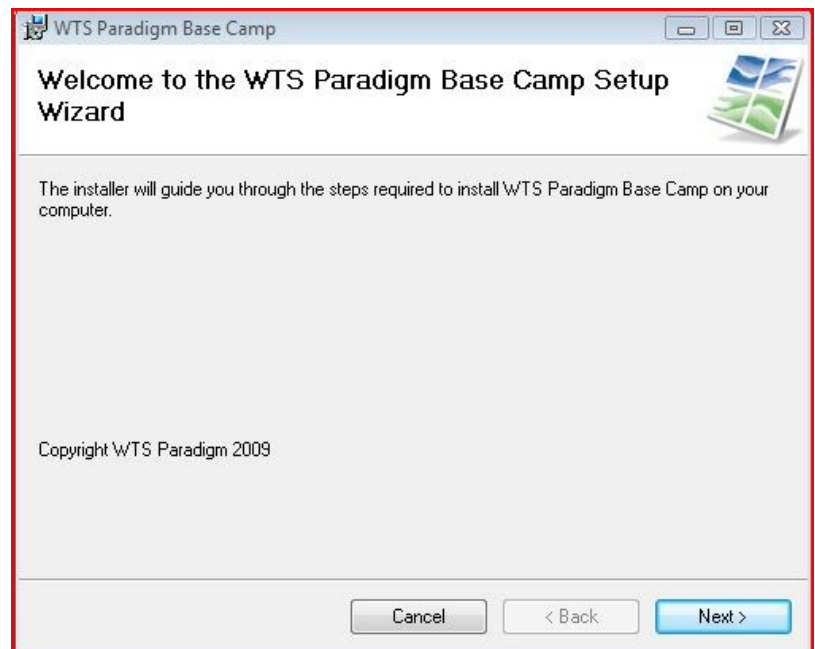 WTS Paradigm Base Camp
Welcome to the WTS Paradigm Base Camp Setup
Wizard
The installer will guide you through the steps required to install WTS Paradigm Base Camp on your
computer.
Copyright WTS Paradigm 2009
Cancel
< Back
Next >